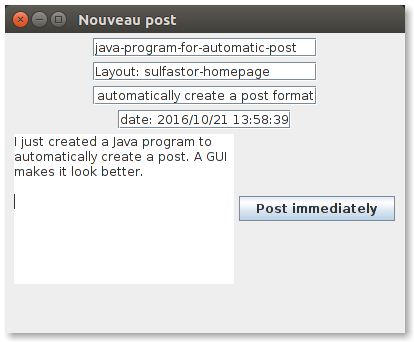 Nouveau post
java-program-for-automatic-post
Layout: sulfastor-homepage
automatically create a post format
date: 2016/10/21 13:58:39
I just created a Java program to
automatically create a post. A GUI
makes it look better.
Post immediately